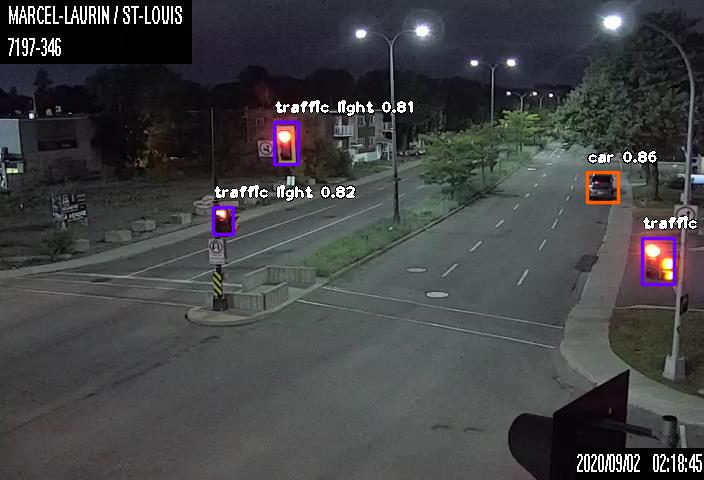 MARCEL-LAURIN / ST-LOUIS
7197-346
traffic light 0.81
car 0.86
traffic light 0.82
traffic
2020/09/02 02:18:45